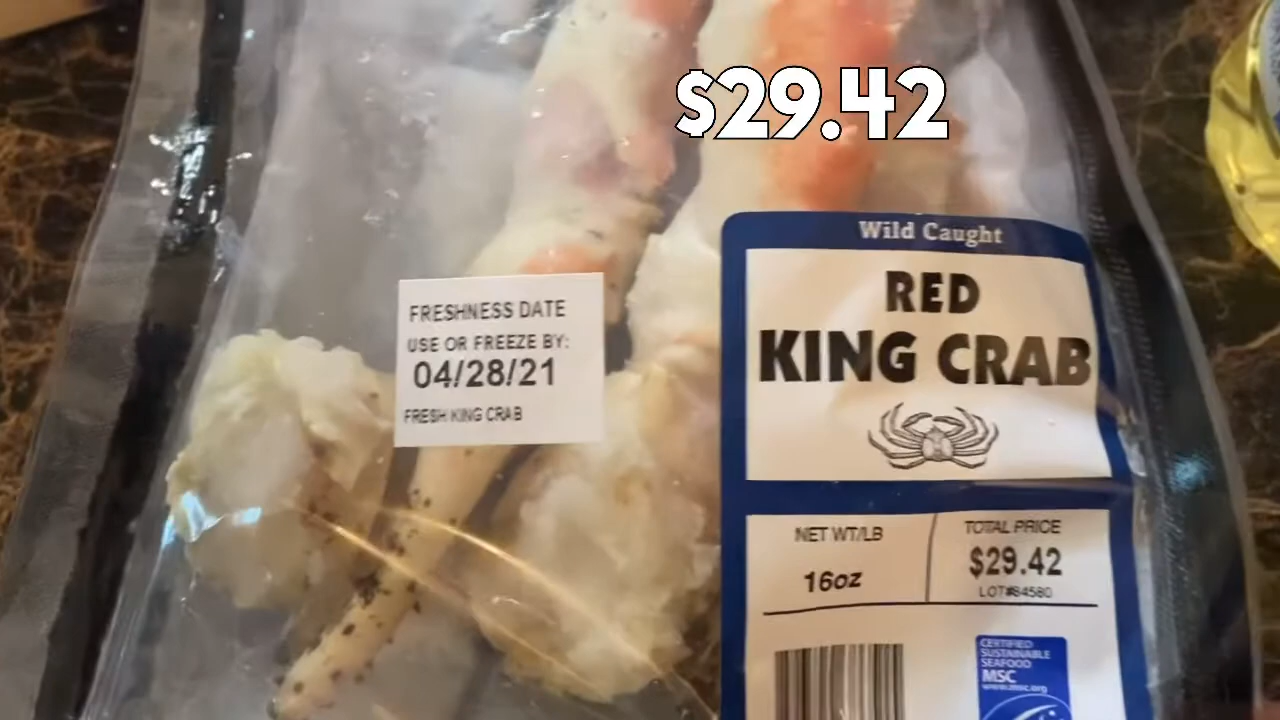 $29.42
Wild Caught
RED
KING CRAB
FRESHNESS DATE
USE OR FREEZE BY:
04/28/21
FRESH KING CRAB
NET WT/LB
16oz
TOTAL PRICE
$29.42
LOT#84580
CERTIFIED
SUSTAINABLE
SEAFOOD
MSC
www.msc.org